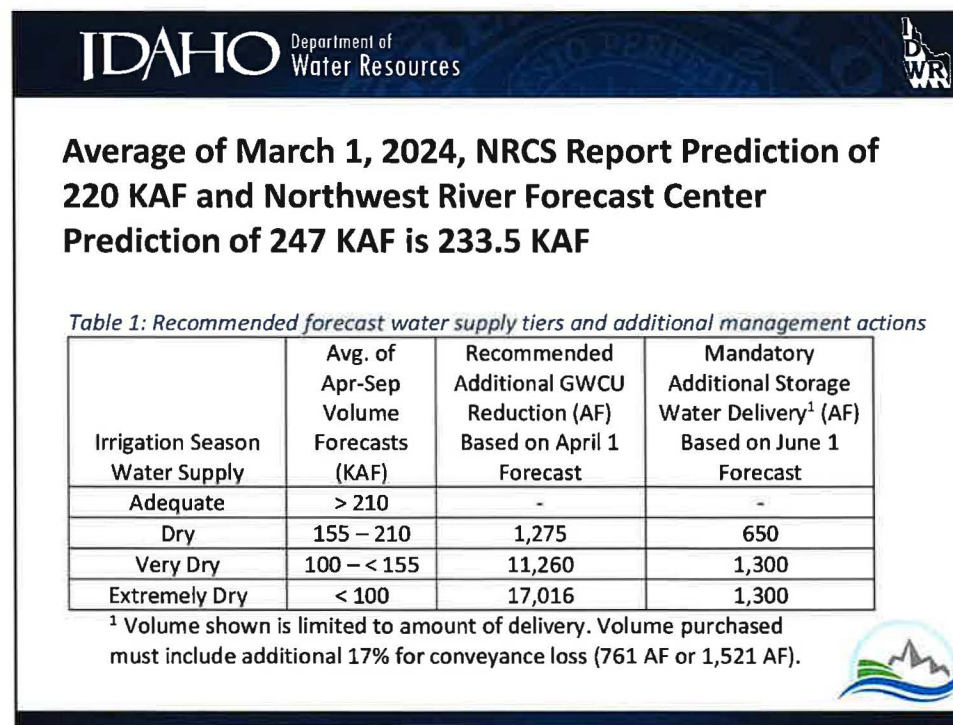 IDAHO Department of
Water Resources
I
D
WR
Average of March 1, 2024, NRCS Report Prediction of
220 KAF and Northwest River Forecast Center
Prediction of 247 KAF is 233.5 KAF
Table 1: Recommended forecast water supply tiers and additional management actions
Irrigation Season
Water Supply
Avg. of
Apr-Sep
Volume
Forecasts
(KAF)
Recommended
Additional GWCU
Reduction (AF)
Based on April 1
Forecast
Mandatory
Additional Storage
Water Delivery¹ (AF)
Based on June 1
Forecast
Adequate > 210 - -
Dry 155 – 210 1,275 650
Very Dry 100 – < 155 11,260 1,300
Extremely Dry < 100 17,016 1,300
¹ Volume shown is limited to amount of delivery. Volume purchased
must include additional 17% for conveyance loss (761 AF or 1,521 AF).